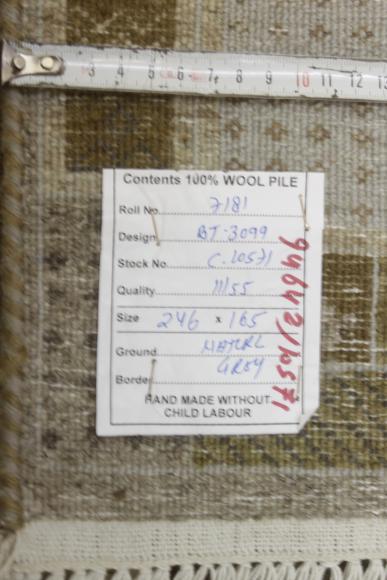 3 4 5 6 7 8 9 10 11 12 13
Contents 100% WOOL PILE
Roll No. 7181
Design BT-3099
Stock No. C.10571
Quality 11/55
Size 246 x 165
Ground NATURL
Border GREY
HAND MADE WITHOUT
CHILD LABOUR